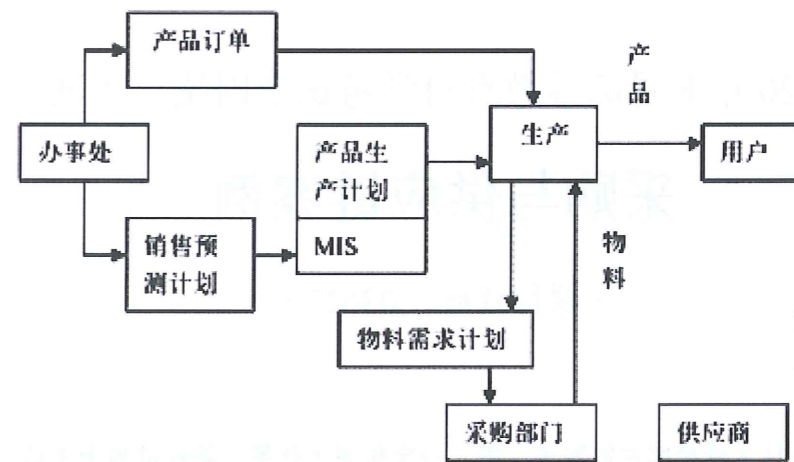 产品订单
产
品
办事处
产品生
产计划
MIS
生产
用户
销售预
测计划
物
料
物料需求计划
采购部门
供应商